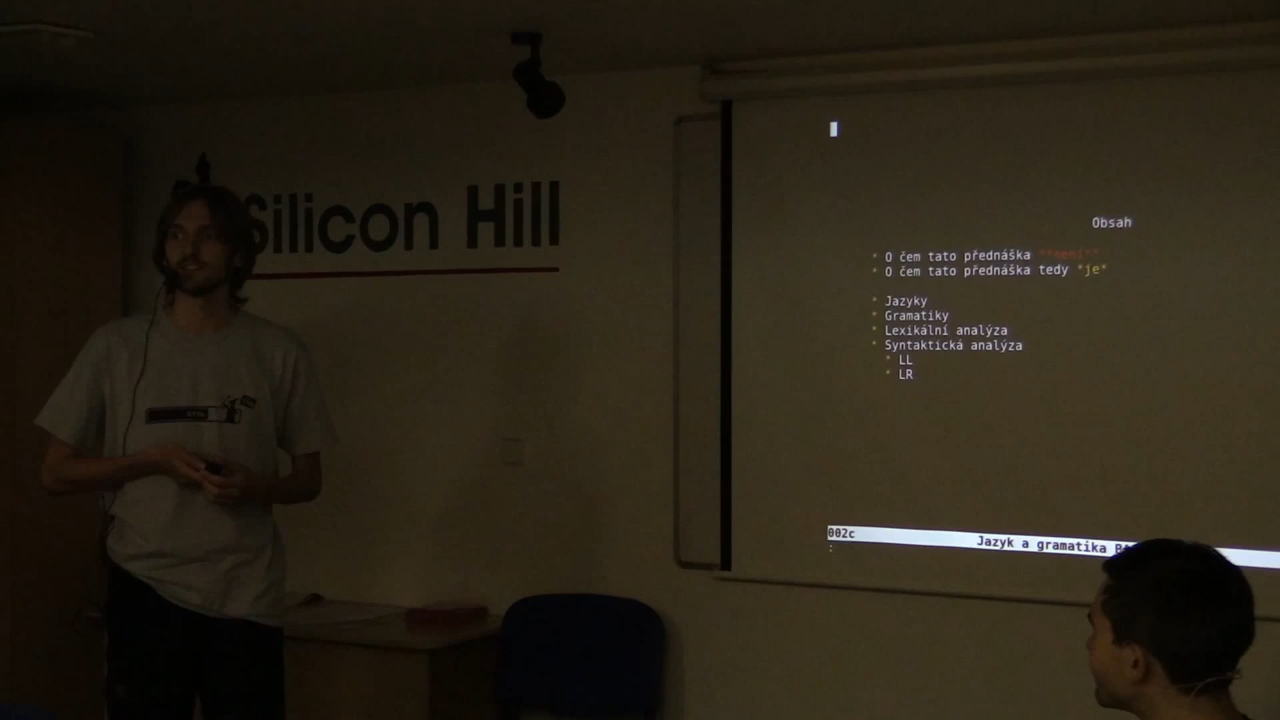 Silicon Hill
Obsah
* O čem tato přednáška **není**
* O čem tato přednáška tedy *je*
* Jazyky
* Gramatiky
* Lexikální analýza
* Syntaktická analýza
* LL
* LR
002c
Jazyk a gramatika
: